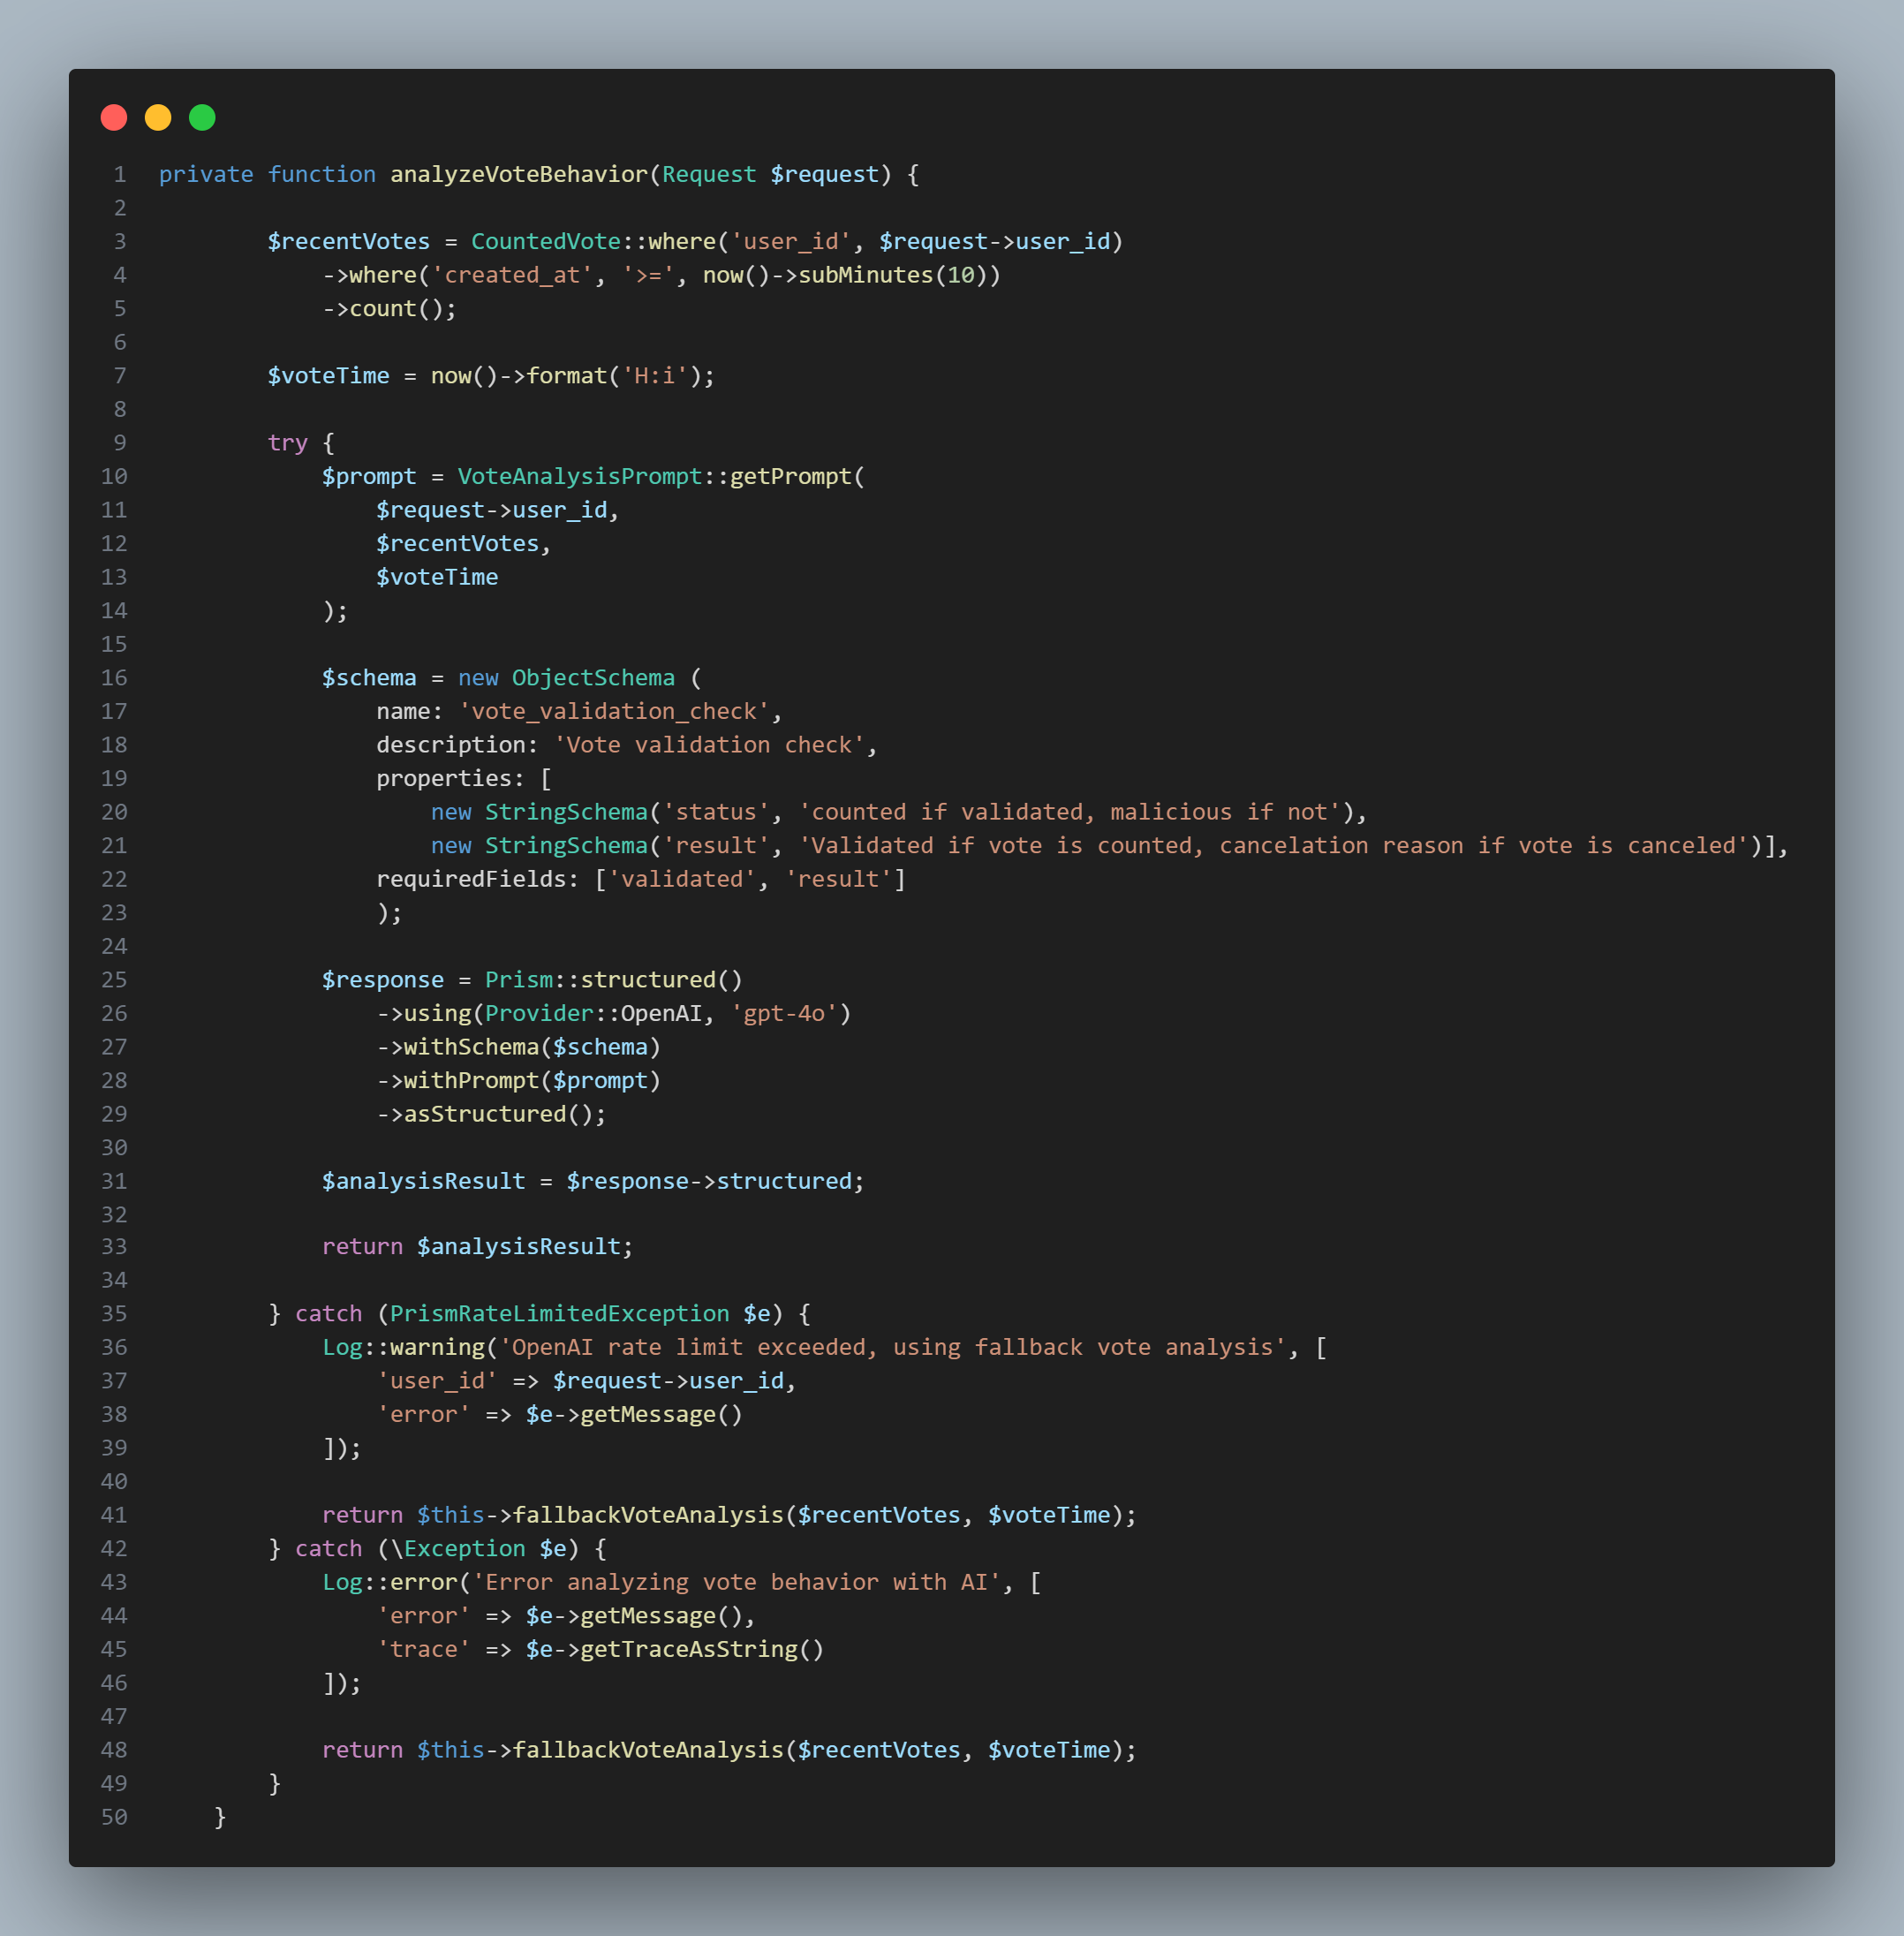 1 private function analyzeVoteBehavior(Request $request) {
2
3 $recentVotes = CountedVote::where('user_id', $request->user_id)
4 ->where('created_at', '>=', now()->subMinutes(10))
5 ->count();
6
7 $voteTime = now()->format('H:i');
8
9 try {
10 $prompt = VoteAnalysisPrompt::getPrompt(
11 $request->user_id,
12 $recentVotes,
13 $voteTime
14 );
15
16 $schema = new ObjectSchema (
17 name: 'vote_validation_check',
18 description: 'Vote validation check',
19 properties: [
20 new StringSchema('status', 'counted if validated, malicious if not'),
21 new StringSchema('result', 'Validated if vote is counted, cancelation reason if vote is canceled')],
22 requiredFields: ['validated', 'result']
23 );
24
25 $response = Prism::structured()
26 ->using(Provider::OpenAI, 'gpt-4o')
27 ->withSchema($schema)
28 ->withPrompt($prompt)
29 ->asStructured();
30
31 $analysisResult = $response->structured;
32
33 return $analysisResult;
34
35 } catch (PrismRateLimitedException $e) {
36 Log::warning('OpenAI rate limit exceeded, using fallback vote analysis', [
37 'user_id' => $request->user_id,
38 'error' => $e->getMessage()
39 ]);
40
41 return $this->fallbackVoteAnalysis($recentVotes, $voteTime);
42 } catch (\Exception $e) {
43 Log::error('Error analyzing vote behavior with AI', [
44 'error' => $e->getMessage(),
45 'trace' => $e->getTraceAsString()
46 ]);
47
48 return $this->fallbackVoteAnalysis($recentVotes, $voteTime);
49 }
50 }